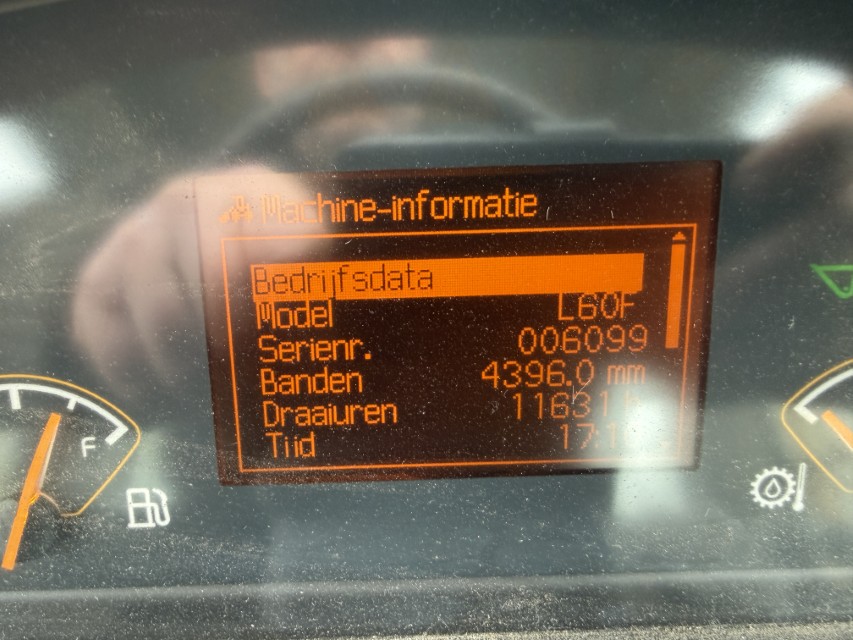 Machine-informatie
Bedrijfsdata
Model L60F
Serienr. 006099
Banden 4396.0 mm
Draaiuren 11631
Tijd
F